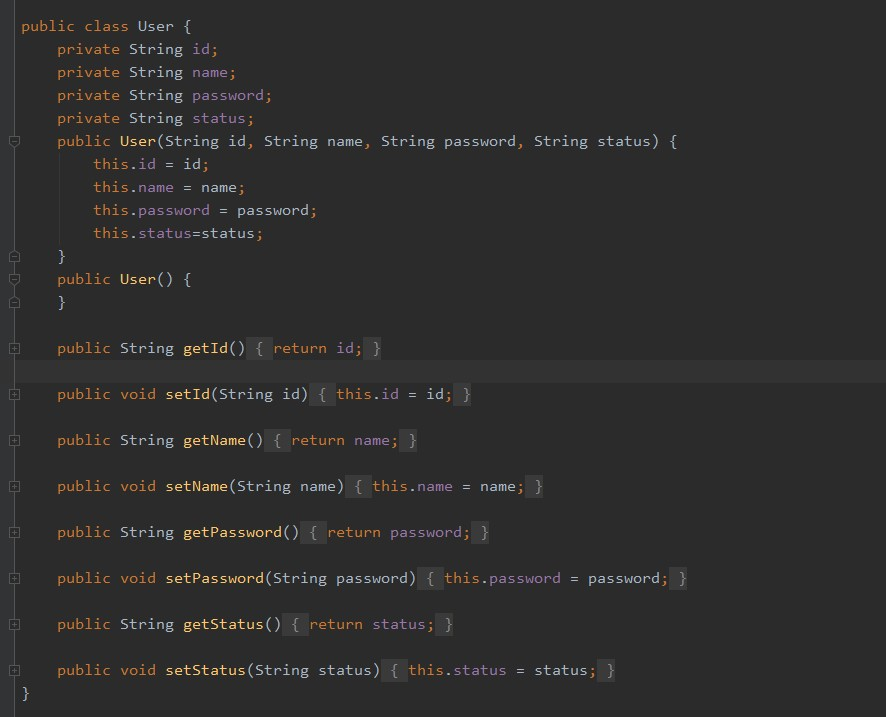 public class User {
    private String id;
    private String name;
    private String password;
    private String status;
    public User(String id, String name, String password, String status) {
        this.id = id;
        this.name = name;
        this.password = password;
        this.status=status;
    }
    public User() {
    }
    public String getId() { return id; }
    public void setId(String id) { this.id = id; }
    public String getName() { return name; }
    public void setName(String name) { this.name = name; }
    public String getPassword() { return password; }
    public void setPassword(String password) { this.password = password; }
    public String getStatus() { return status; }
    public void setStatus(String status) { this.status = status; }
}